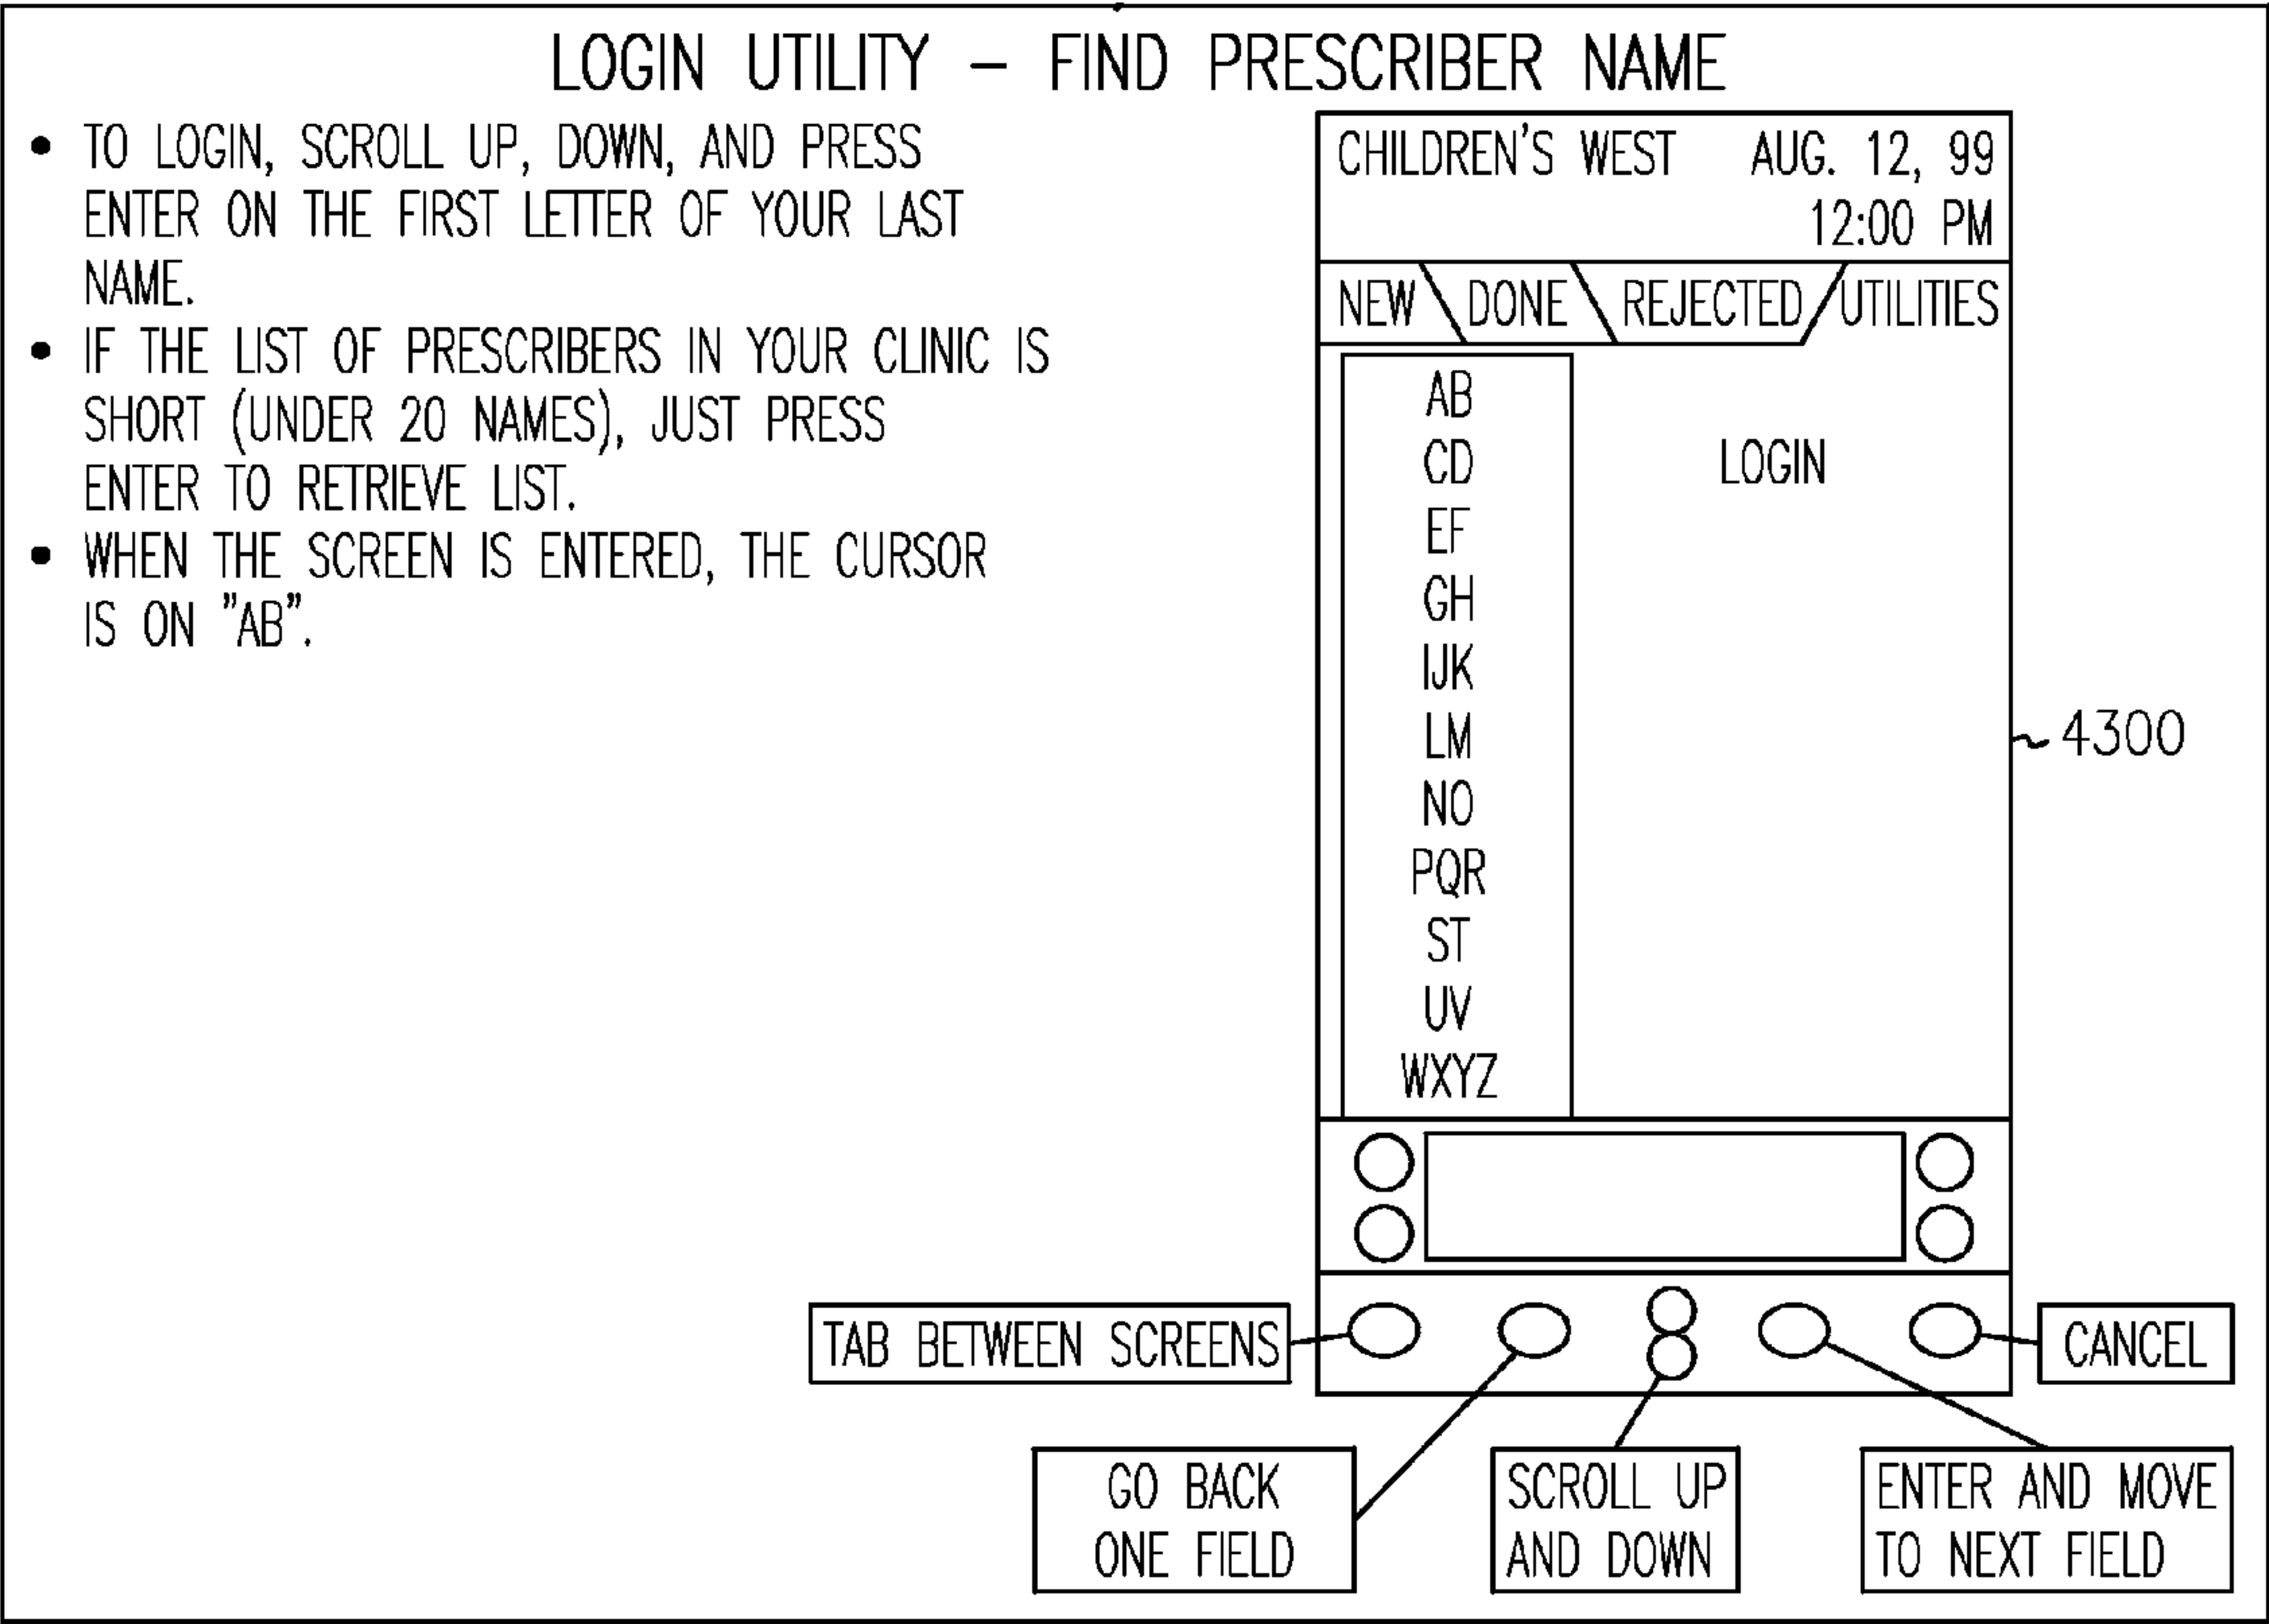 LOGIN UTILITY – FIND PRESCRIBER NAME
• TO LOGIN, SCROLL UP, DOWN, AND PRESS
ENTER ON THE FIRST LETTER OF YOUR LAST
NAME.
• IF THE LIST OF PRESCRIBERS IN YOUR CLINIC IS
SHORT (UNDER 20 NAMES), JUST PRESS
ENTER TO RETRIEVE LIST.
• WHEN THE SCREEN IS ENTERED, THE CURSOR
IS ON "AB".
CHILDREN'S WEST AUG. 12, 99
12:00 PM
NEW DONE REJECTED UTILITIES
AB
CD
EF
GH
IJK
LM
NO
PQR
ST
UV
WXYZ
LOGIN
4300
TAB BETWEEN SCREENS
CANCEL
GO BACK
ONE FIELD
SCROLL UP
AND DOWN
ENTER AND MOVE
TO NEXT FIELD